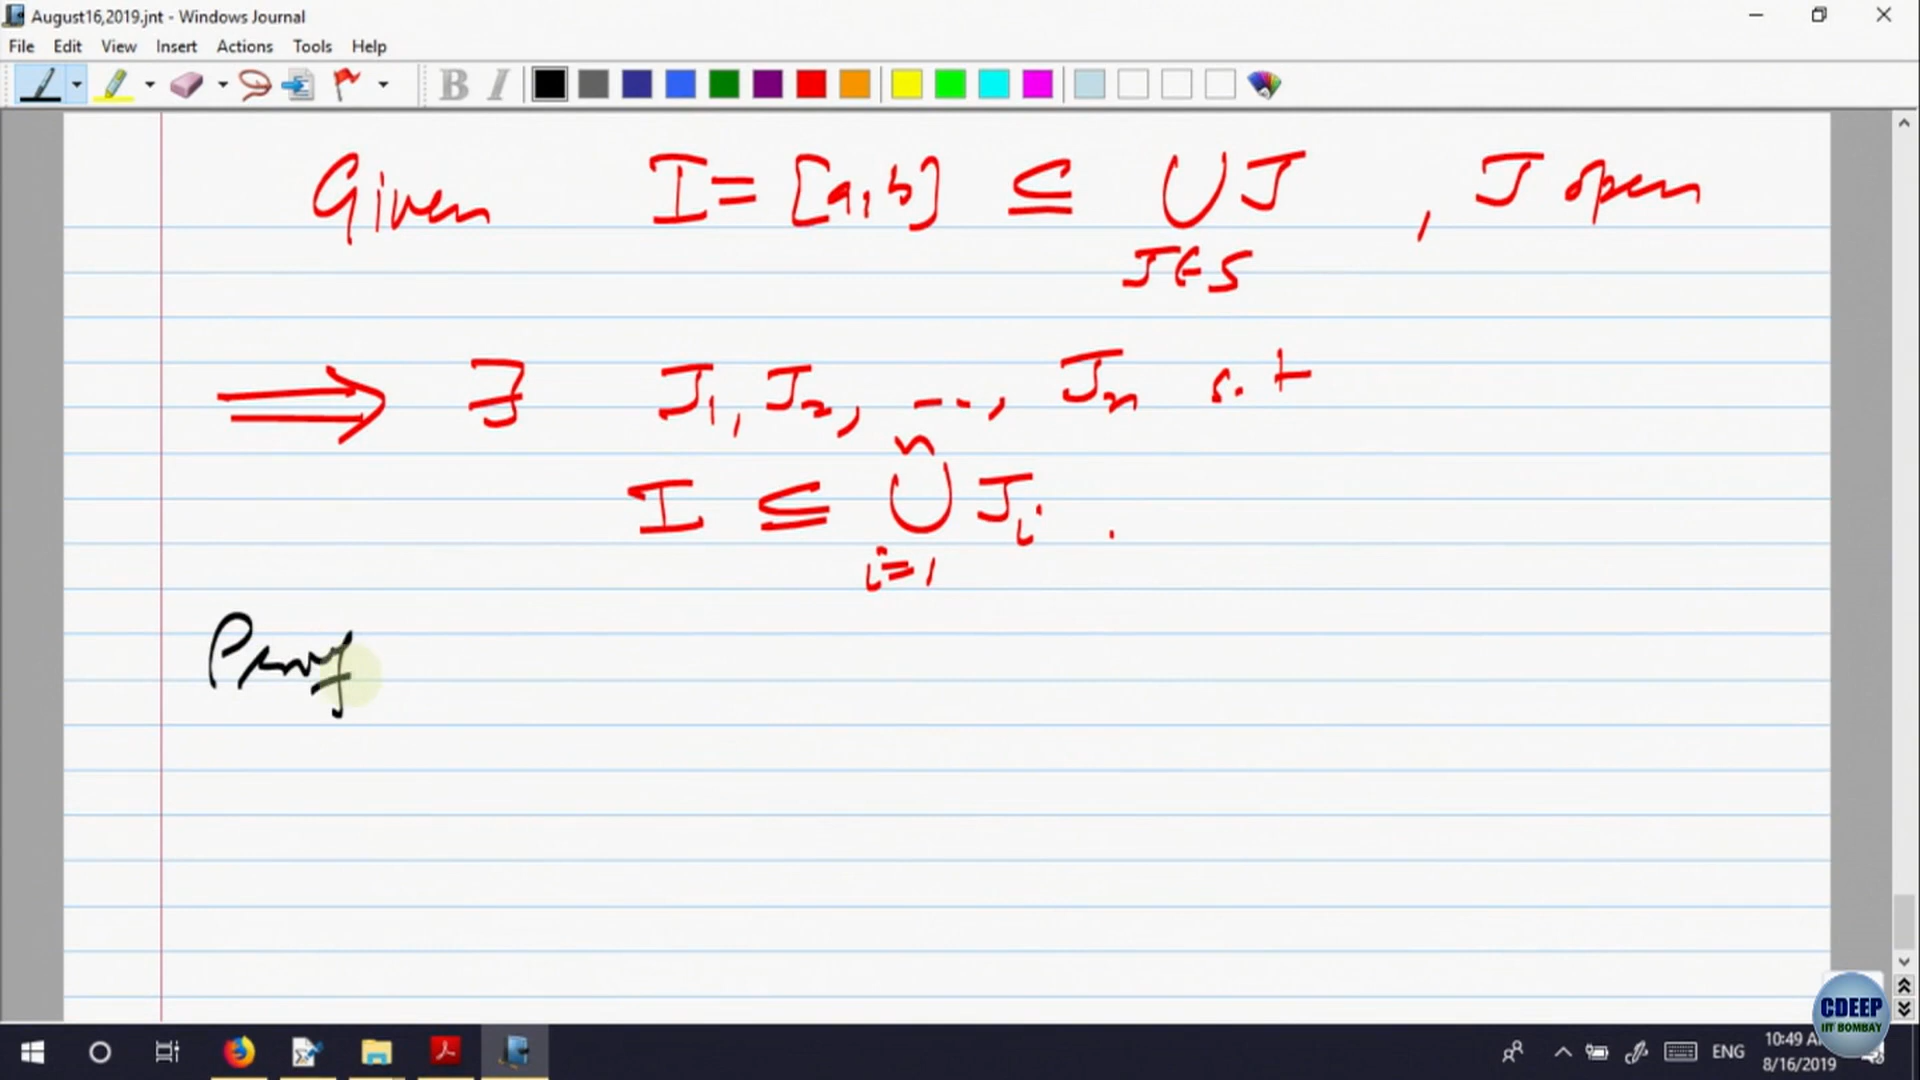 August16,2019.jnt - Windows Journal
File Edit View Insert Actions Tools Help
B I
Given I = [a,b] ⊆ ∪ J , J open
J∈S
⟹ ∃ J₁, J₂, ..., Jₙ s.t
n
I ⊆ ∪ Jᵢ .
i=1
Proof
CDEEP
IIT BOMBAY
ENG
10:49 A
8/16/2019